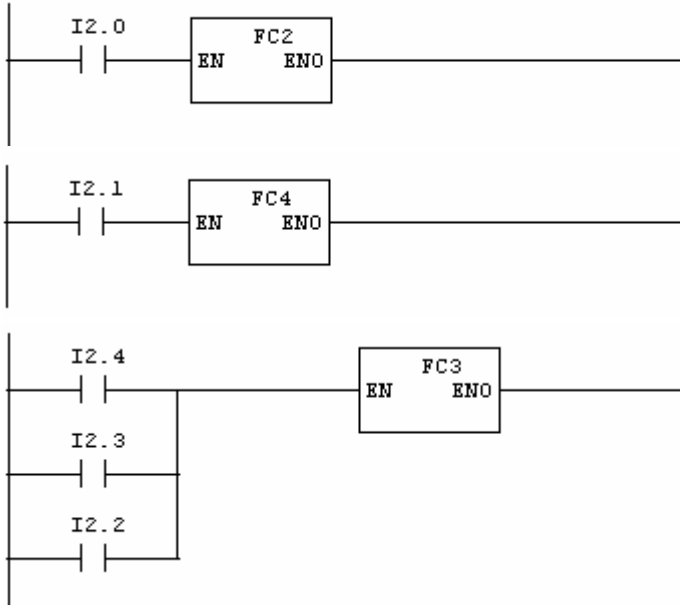 I2.0
FC2
EN ENO
I2.1
FC4
EN ENO
I2.4
FC3
EN ENO
I2.3
I2.2